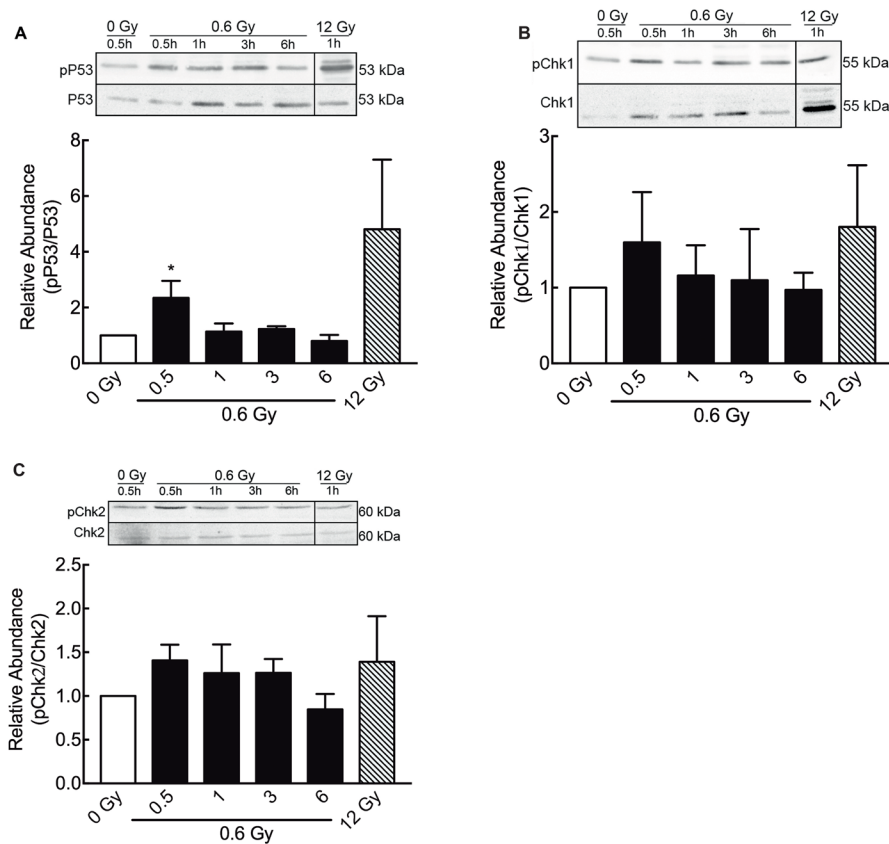 A
0 Gy 0.6 Gy 12 Gy
0.5h 0.5h 1h 3h 6h 1h
pP53 53 kDa
P53 53 kDa
Relative Abundance
(pP53/P53)
8
6
4
2
0
*
0 Gy 0.5 1 3 6 12 Gy
0.6 Gy
B
0 Gy 0.6 Gy 12 Gy
0.5h 0.5h 1h 3h 6h 1h
pChk1 55 kDa
Chk1 55 kDa
Relative Abundance
(pChk1/Chk1)
3
2
1
0
0 Gy 0.5 1 3 6 12 Gy
0.6 Gy
C
0 Gy 0.6 Gy 12 Gy
0.5h 0.5h 1h 3h 6h 1h
pChk2 60 kDa
Chk2 60 kDa
Relative Abundance
(pChk2/Chk2)
2.5
2.0
1.5
1.0
0.5
0.0
0 Gy 0.5 1 3 6 12 Gy
0.6 Gy